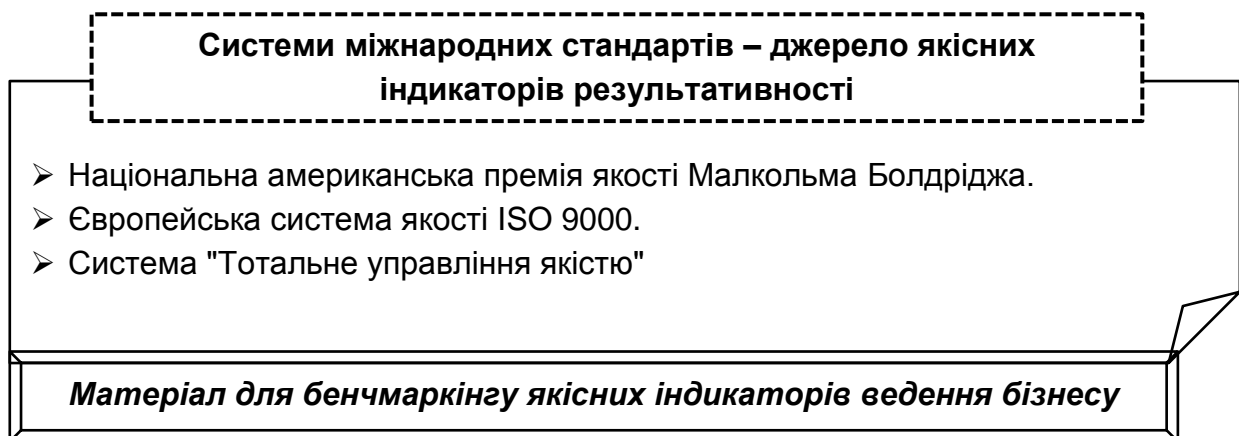 Системи міжнародних стандартів – джерело якісних
індикаторів результативності
➢ Національна американська премія якості Малкольма Болдріджа.
➢ Європейська система якості ISO 9000.
➢ Система "Тотальне управління якістю"
Матеріал для бенчмаркінгу якісних індикаторів ведення бізнесу